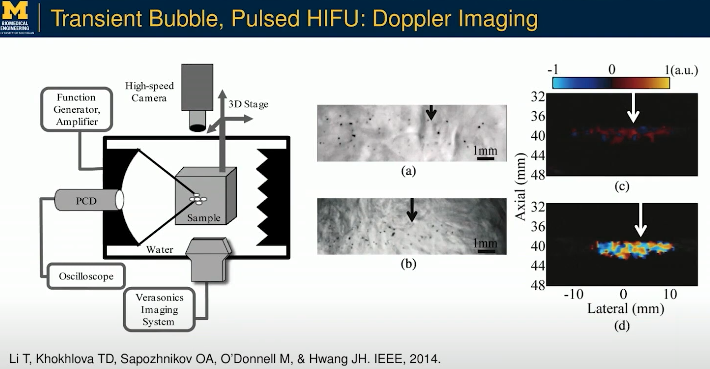 M
BIOMEDICAL
ENGINEERING
Transient Bubble, Pulsed HIFU: Doppler Imaging
Function
Generator,
Amplifier
High-speed
Camera
3D Stage
PCD
Sample
Water
Oscilloscope
Verasonics
Imaging
System
1mm
(a)
1mm
(b)
-1 0 1(a.u.)
32
36
40
44
48
(c)
Axial (mm)
32
36
40
44
48
-10 0 10
Lateral (mm)
(d)
Li T, Khokhlova TD, Sapozhnikov OA, O'Donnell M, & Hwang JH. IEEE, 2014.